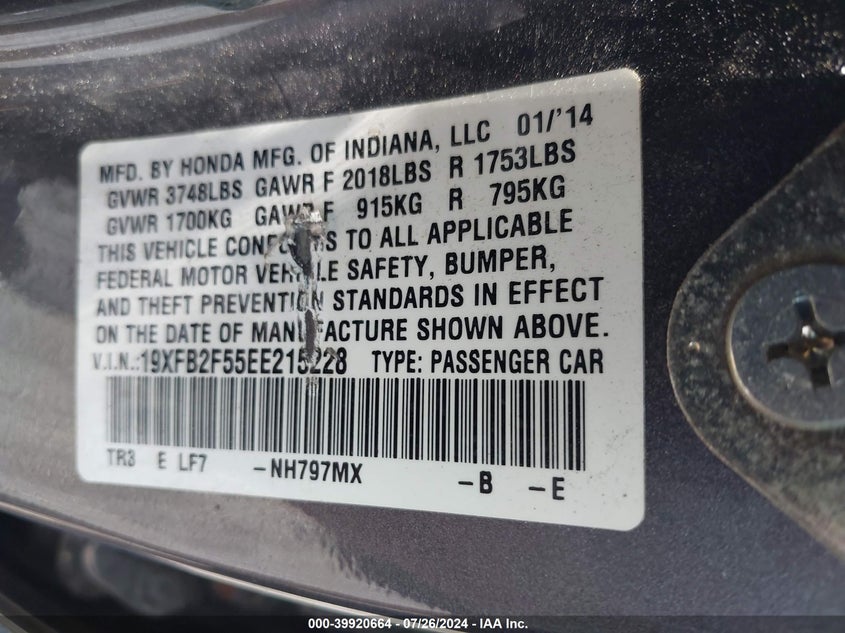 MFD. BY HONDA MFG. OF INDIANA, LLC 01/'14
GVWR 3748LBS GAWR F 2018LBS R 1753LBS
GVWR 1700KG GAWR F 915KG R 795KG
THIS VEHICLE CONFORMS TO ALL APPLICABLE
FEDERAL MOTOR VEHICLE SAFETY, BUMPER,
AND THEFT PREVENTION STANDARDS IN EFFECT
ON THE DATE OF MANUFACTURE SHOWN ABOVE.
V.I.N.:19XFB2F55EE215228 TYPE: PASSENGER CAR
TR3 E LF7 -NH797MX -B -E
000-39920664 - 07/26/2024 - IAA Inc.